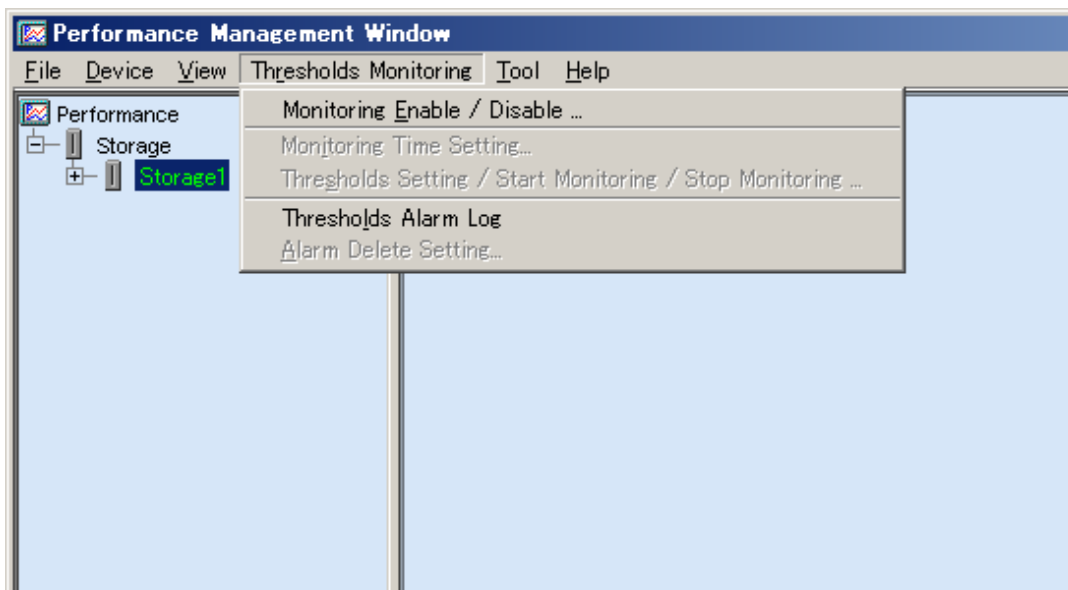 Performance Management Window
File Device View Thresholds Monitoring Tool Help
Performance
Storage
Storage1
Monitoring Enable / Disable ...
Monitoring Time Setting...
Thresholds Setting / Start Monitoring / Stop Monitoring ...
Thresholds Alarm Log
Alarm Delete Setting...